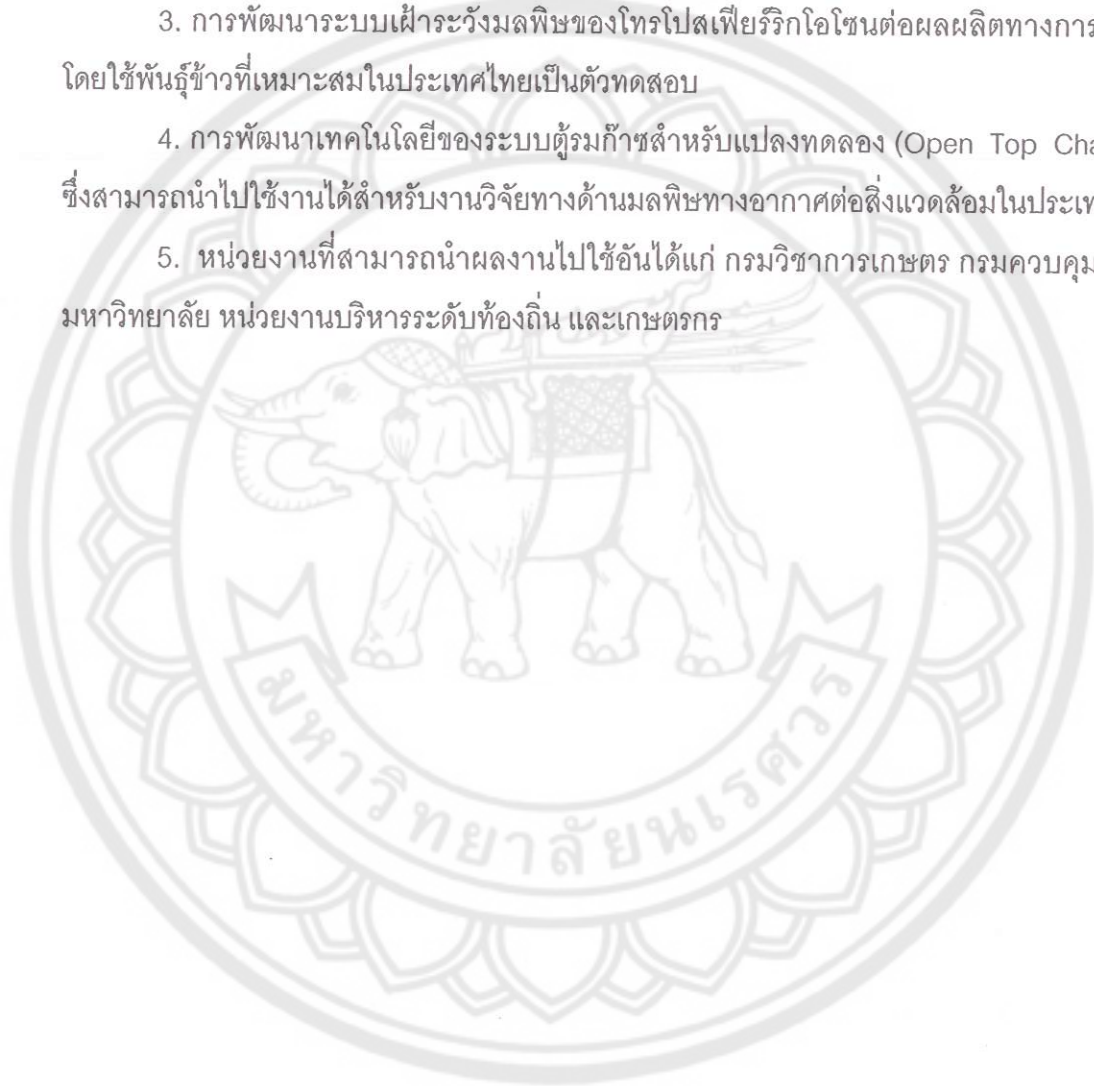 3. การพัฒนาระบบเฝ้าระวังมลพิษของโทรโปสเฟียร์ริกโอโซนต่อผลผลิตทางการ
โดยใช้พันธุ์ข้าวที่เหมาะสมในประเทศไทยเป็นตัวทดสอบ
4. การพัฒนาเทคโนโลยีของระบบตู้รมก๊าซสำหรับแปลงทดลอง (Open Top Cha
ซึ่งสามารถนำไปใช้งานได้สำหรับงานวิจัยทางด้านมลพิษทางอากาศต่อสิ่งแวดล้อมในประเท
5. หน่วยงานที่สามารถนำผลงานไปใช้อันได้แก่ กรมวิชาการเกษตร กรมควบคุม
มหาวิทยาลัย หน่วยงานบริหารระดับท้องถิ่น และเกษตรกร
มหาวิทยาลัยนเรศวร